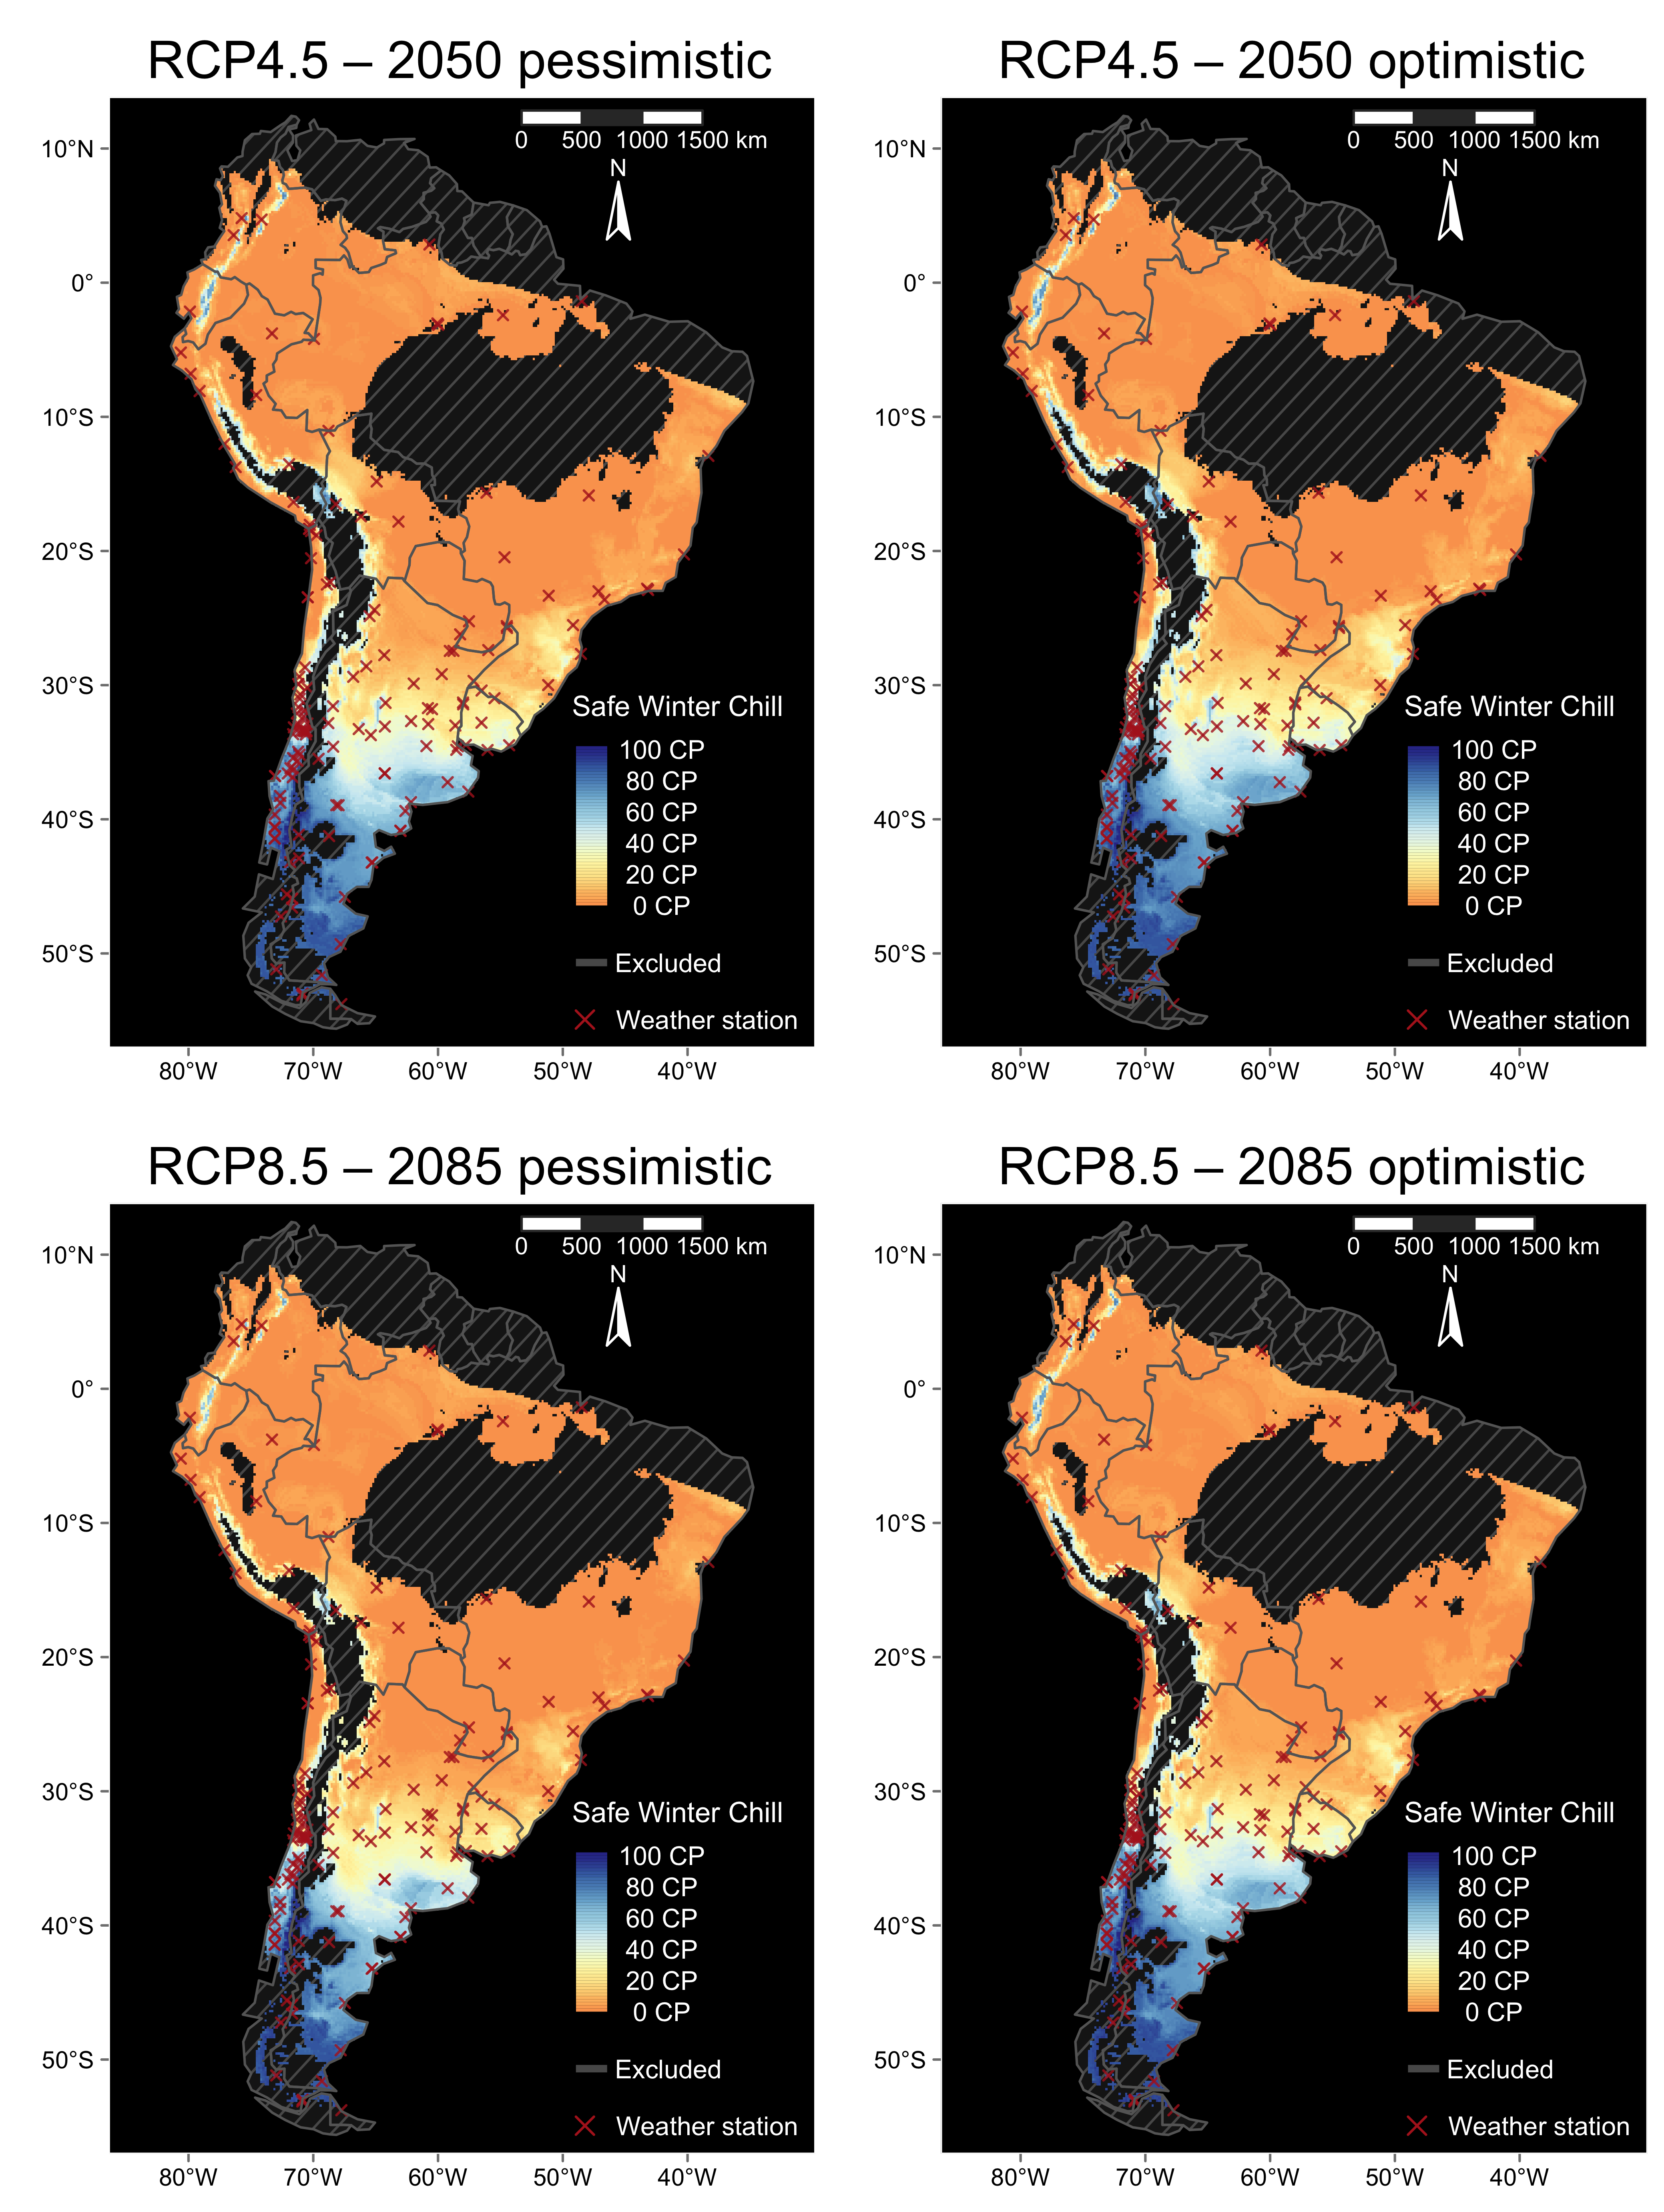 RCP4.5 – 2050 pessimistic
0 500 1000 1500 km
N
10°N
0°
10°S
20°S
30°S
40°S
50°S
Safe Winter Chill
100 CP
80 CP
60 CP
40 CP
20 CP
0 CP
Excluded
Weather station
80°W 70°W 60°W 50°W 40°W
RCP4.5 – 2050 optimistic
0 500 1000 1500 km
N
10°N
0°
10°S
20°S
30°S
40°S
50°S
Safe Winter Chill
100 CP
80 CP
60 CP
40 CP
20 CP
0 CP
Excluded
Weather station
80°W 70°W 60°W 50°W 40°W
RCP8.5 – 2085 pessimistic
0 500 1000 1500 km
N
10°N
0°
10°S
20°S
30°S
40°S
50°S
Safe Winter Chill
100 CP
80 CP
60 CP
40 CP
20 CP
0 CP
Excluded
Weather station
80°W 70°W 60°W 50°W 40°W
RCP8.5 – 2085 optimistic
0 500 1000 1500 km
N
10°N
0°
10°S
20°S
30°S
40°S
50°S
Safe Winter Chill
100 CP
80 CP
60 CP
40 CP
20 CP
0 CP
Excluded
Weather station
80°W 70°W 60°W 50°W 40°W